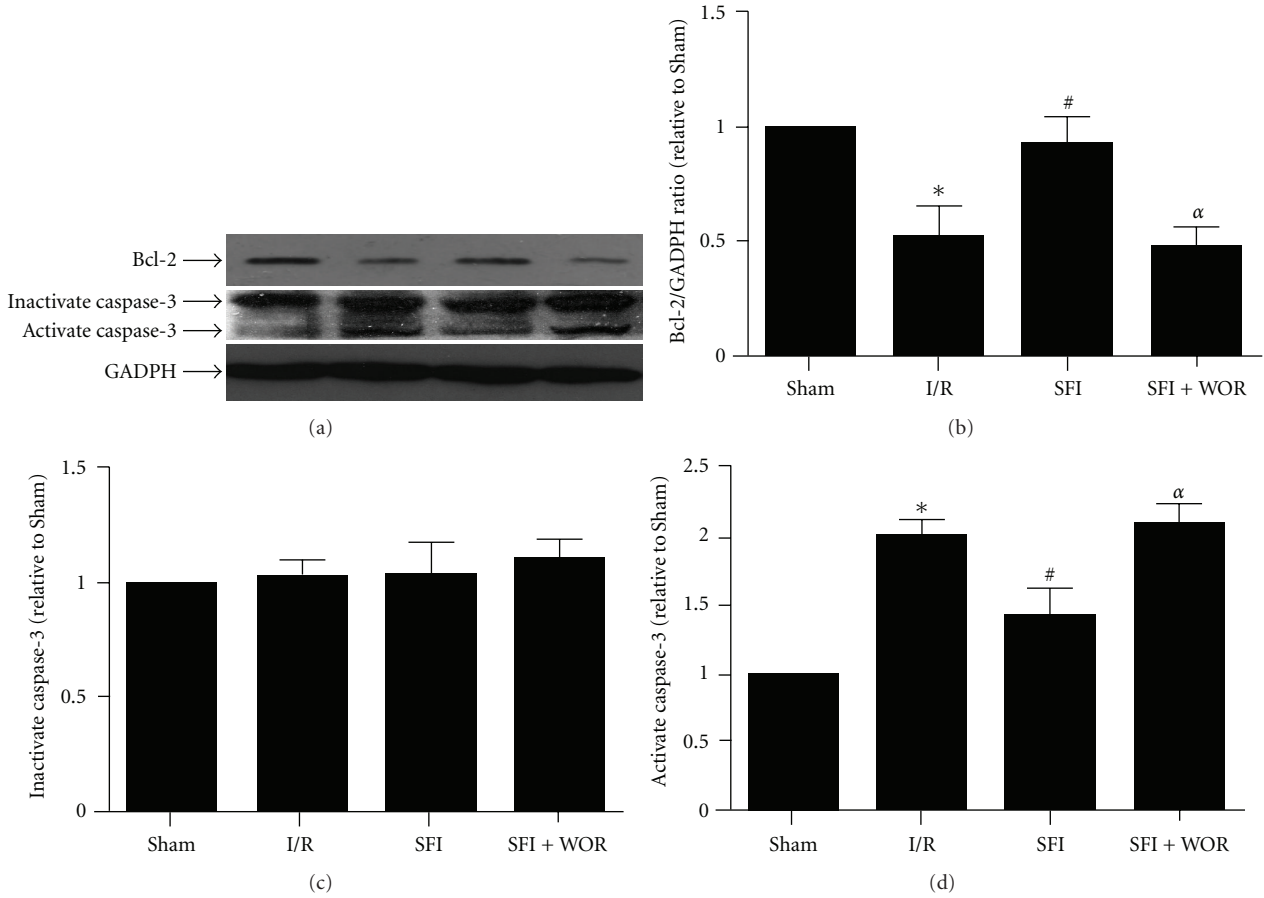 Bcl-2
Inactivate caspase-3
Activate caspase-3
GADPH
(a)
Bcl-2/GADPH ratio (relative to Sham)
1.5
1
0.5
0
*
#
α
Sham I/R SFI SFI + WOR
(b)
Inactivate caspase-3 (relative to Sham)
1.5
1
0.5
0
Sham I/R SFI SFI + WOR
(c)
Activate caspase-3 (relative to Sham)
2.5
2
1.5
1
0.5
0
*
#
α
Sham I/R SFI SFI + WOR
(d)